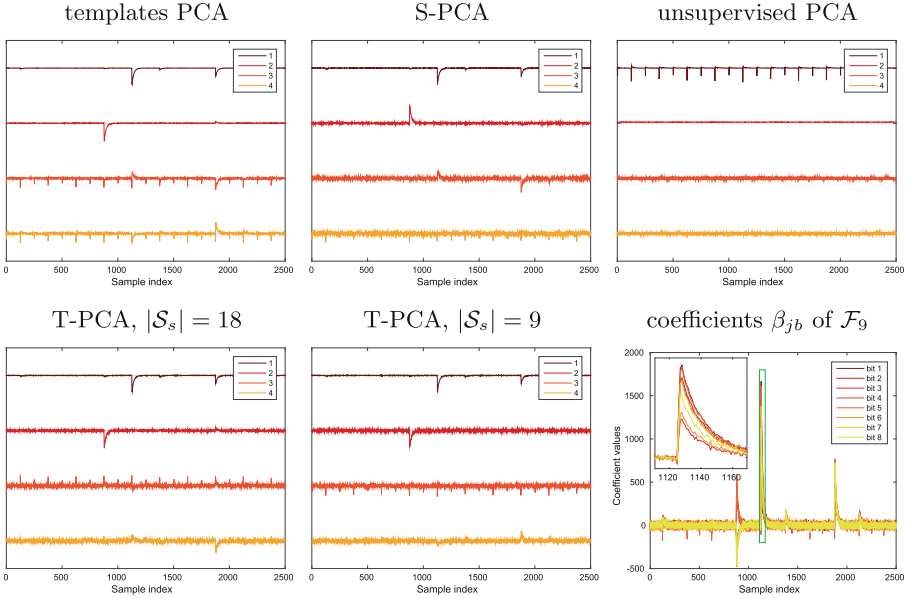 templates PCA
S-PCA
unsupervised PCA
1
2
3
4
0 500 1000 1500 2000 2500
Sample index
1
2
3
4
0 500 1000 1500 2000 2500
Sample index
1
2
3
4
0 500 1000 1500 2000 2500
Sample index
T-PCA, |𝒮ₛ| = 18
T-PCA, |𝒮ₛ| = 9
coefficients βⱼb of ℱ₉
1
2
3
4
0 500 1000 1500 2000 2500
Sample index
1
2
3
4
0 500 1000 1500 2000 2500
Sample index
2000
1500
1000
500
0
-500
Coefficient values
1120 1140 1160
bit 1
bit 2
bit 3
bit 4
bit 5
bit 6
bit 7
bit 8
0 500 1000 1500 2000 2500
Sample index